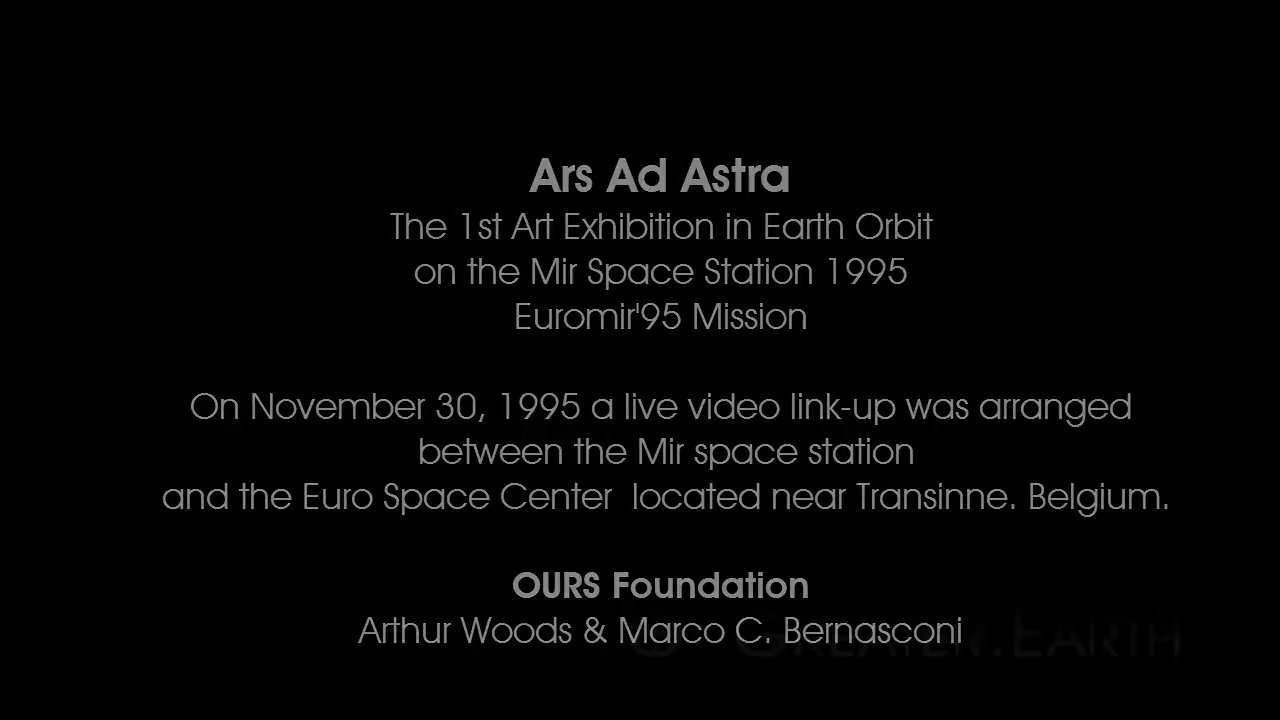 Ars Ad Astra
The 1st Art Exhibition in Earth Orbit
on the Mir Space Station 1995
Euromir'95 Mission
On November 30, 1995 a live video link-up was arranged
between the Mir space station
and the Euro Space Center  located near Transinne. Belgium.
OURS Foundation
Arthur Woods & Marco C. Bernasconi
GREATER.EARTH